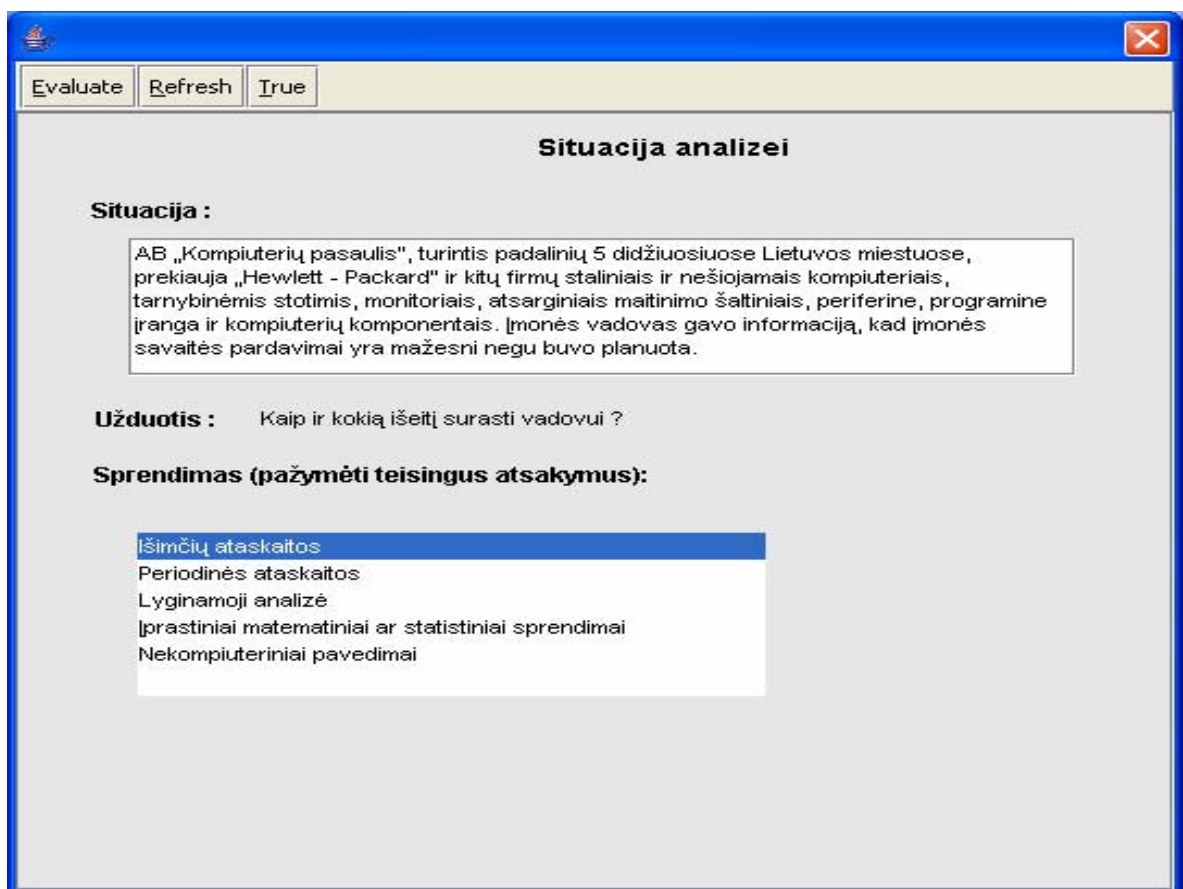 Evaluate Refresh True
Situacija analizei
Situacija :
AB „Kompiuterių pasaulis", turintis padalinių 5 didžiuosiuose Lietuvos miestuose,
prekiauja „Hewlett - Packard" ir kitų firmų staliniais ir nešiojamais kompiuteriais,
tarnybinėmis stotimis, monitoriais, atsarginiais maitinimo šaltiniais, periferine, programine
įranga ir kompiuterių komponentais. Įmonės vadovas gavo informaciją, kad įmonės
savaitės pardavimai yra mažesni negu buvo planuota.
Užduotis : Kaip ir kokią išeitį surasti vadovui ?
Sprendimas (pažymėti teisingus atsakymus):
Išimčių ataskaitos
Periodinės ataskaitos
Lyginamoji analizė
Įprastiniai matematiniai ar statistiniai sprendimai
Nekompiuteriniai pavedimai